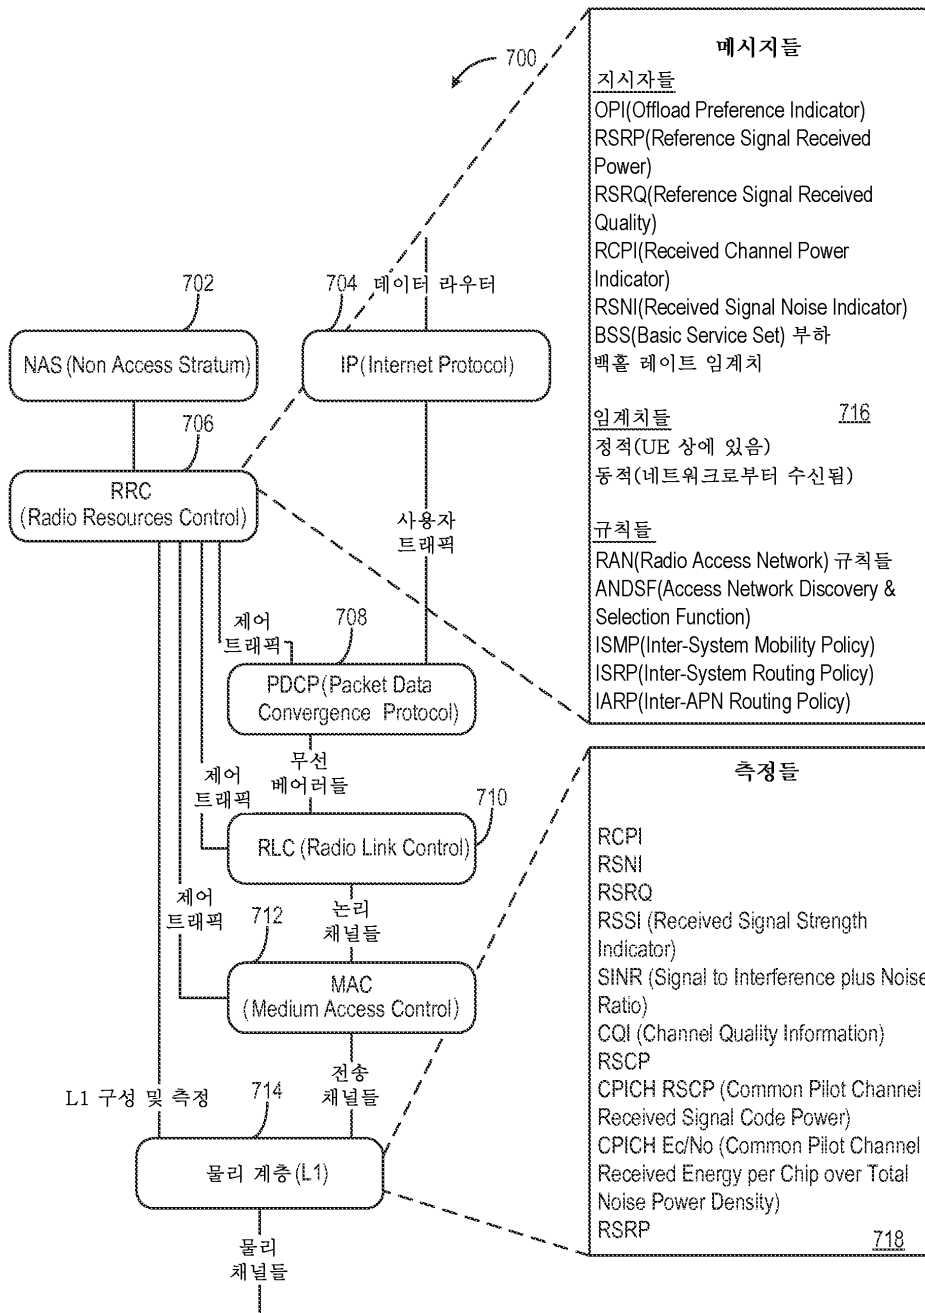 700
데이터 라우터
702
NAS (Non Access Stratum)
704
IP(Internet Protocol)
706
RRC
(Radio Resources Control)
사용자
트래픽
제어
트래픽
708
PDCP (Packet Data
Convergence Protocol)
무선
베어러들
제어
트래픽
710
RLC (Radio Link Control)
제어
트래픽
논리
채널들
712
MAC
(Medium Access Control)
L1 구성 및 측정
전송
채널들
714
물리 계층(L1)
물리
채널들
메시지들
지시자들
OPI(Offload Preference Indicator)
RSRP(Reference Signal Received
Power)
RSRQ(Reference Signal Received
Quality)
RCPI(Received Channel Power
Indicator)
RSNI(Received Signal Noise Indicator)
BSS(Basic Service Set) 부하
백홀 레이트 임계치
임계치들
716
정적(UE 상에 있음)
동적(네트워크로부터 수신됨)
규칙들
RAN(Radio Access Network) 규칙들
ANDSF(Access Network Discovery &
Selection Function)
ISMP(Inter-System Mobility Policy)
ISRP(Inter-System Routing Policy)
IARP(Inter-APN Routing Policy)
측정들
RCPI
RSNI
RSRQ
RSSI (Received Signal Strength
Indicator)
SINR (Signal to Interference plus Noise
Ratio)
CQI (Channel Quality Information)
RSCP
CPICH RSCP (Common Pilot Channel
Received Signal Code Power)
CPICH Ec/No (Common Pilot Channel
Received Energy per Chip over Total
Noise Power Density)
RSRP
718